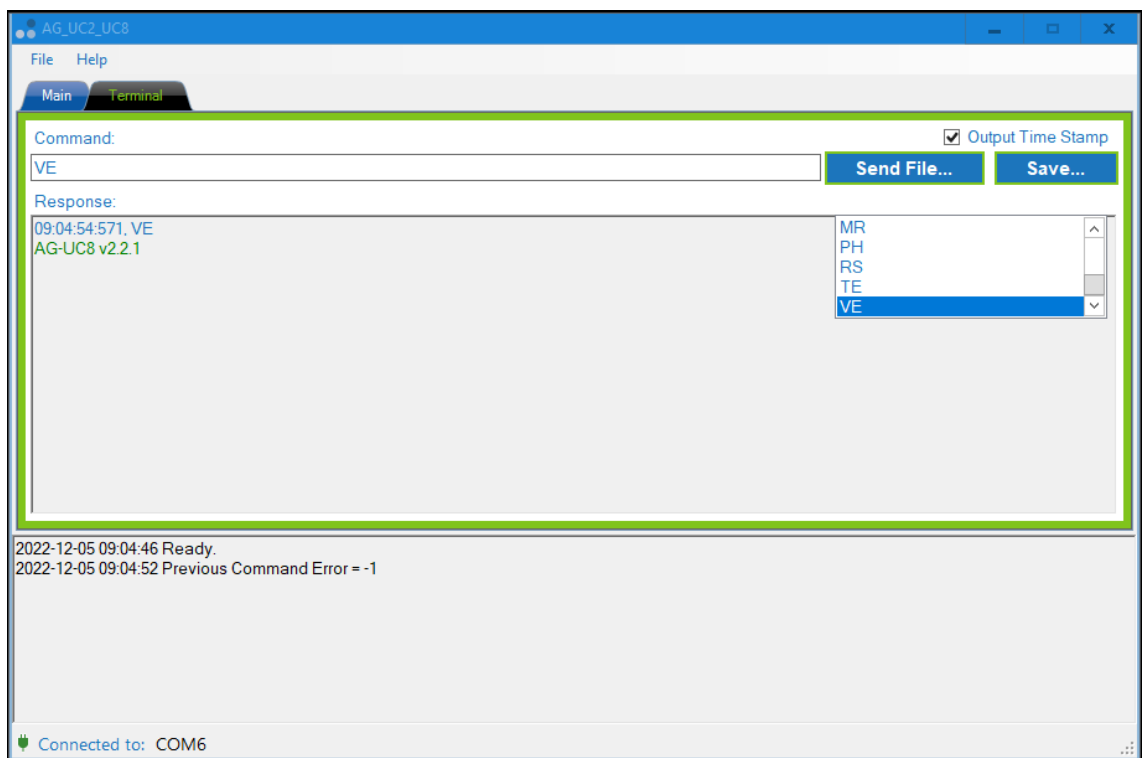 AG_UC2_UC8
File Help
Main Terminal
Command: Output Time Stamp
VE Send File... Save...
Response:
09:04:54:571, VE
AG-UC8 v2.2.1
MR
PH
RS
TE
VE
2022-12-05 09:04:46 Ready.
2022-12-05 09:04:52 Previous Command Error = -1
Connected to: COM6